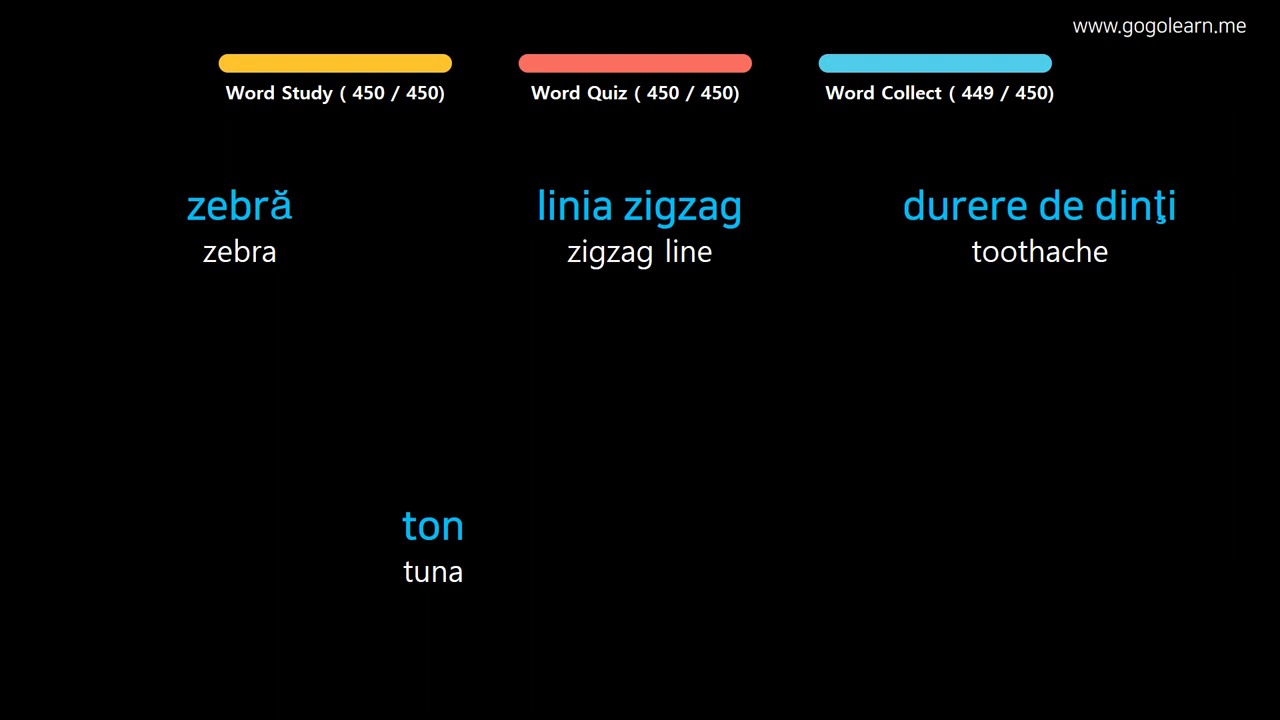 www.gogolearn.me
Word Study ( 450 / 450)
Word Quiz ( 450 / 450)
Word Collect ( 449 / 450)
zebră
zebra
linia zigzag
zigzag line
durere de dinţi
toothache
ton
tuna